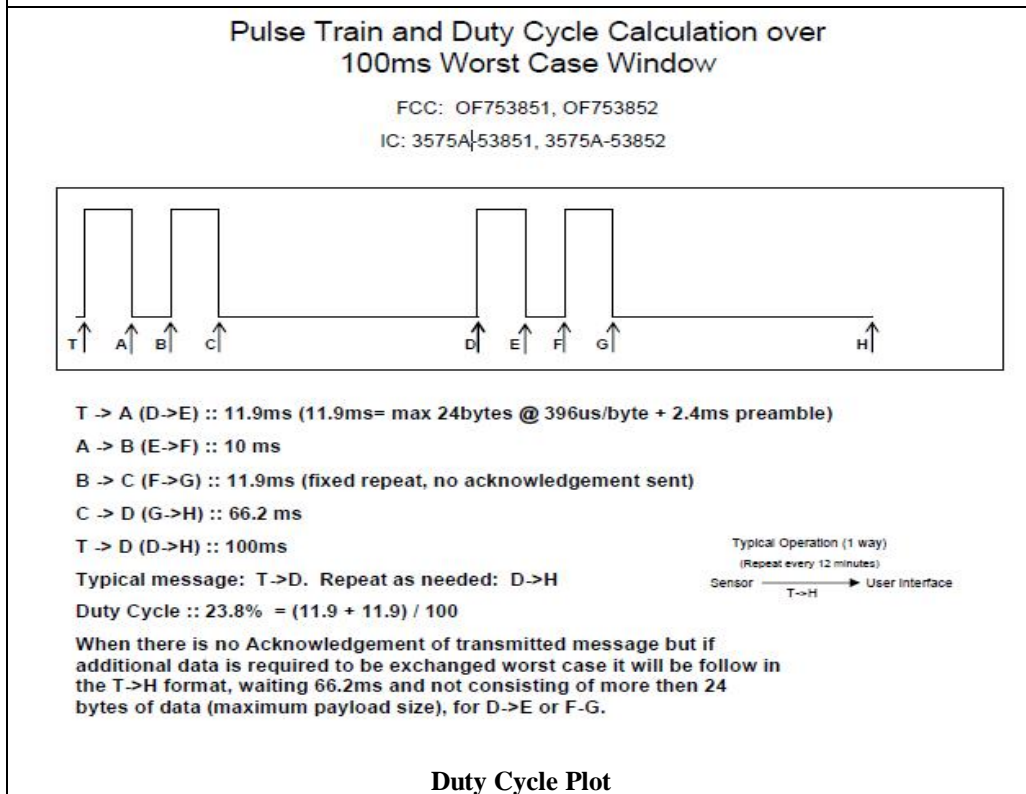 Pulse Train and Duty Cycle Calculation over
100ms Worst Case Window
FCC: OF753851, OF753852
IC: 3575A-53851, 3575A-53852
T A B C D E F G H
T -> A (D->E) :: 11.9ms (11.9ms= max 24bytes @ 396us/byte + 2.4ms preamble)
A -> B (E->F) :: 10 ms
B -> C (F->G) :: 11.9ms (fixed repeat, no acknowledgement sent)
C -> D (G->H) :: 66.2 ms
T -> D (D->H) :: 100ms
Typical message: T->D. Repeat as needed: D->H
Duty Cycle :: 23.8% = (11.9 + 11.9) / 100
Typical Operation (1 way)
(Repeat every 12 minutes)
Sensor User Interface
T->H
When there is no Acknowledgement of transmitted message but if
additional data is required to be exchanged worst case it will be follow in
the T->H format, waiting 66.2ms and not consisting of more then 24
bytes of data (maximum payload size), for D->E or F-G.
Duty Cycle Plot